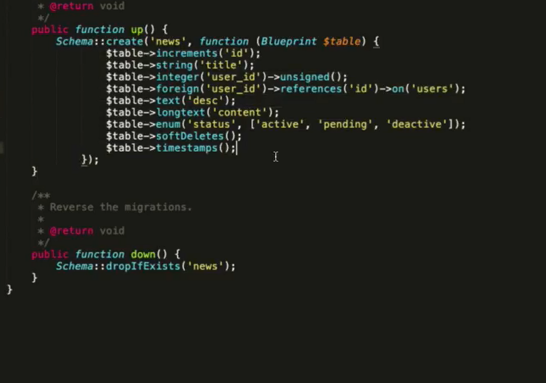 * @return void
*/
public function up() {
Schema::create('news', function (Blueprint $table) {
$table->increments('id');
$table->string('title');
$table->integer('user_id')->unsigned();
$table->foreign('user_id')->references('id')->on('users');
$table->text('desc');
$table->longtext('content');
$table->enum('status', ['active', 'pending', 'deactive']);
$table->softDeletes();
$table->timestamps();
});
}
/**
* Reverse the migrations.
*
* @return void
*/
public function down() {
Schema::dropIfExists('news');
}
}